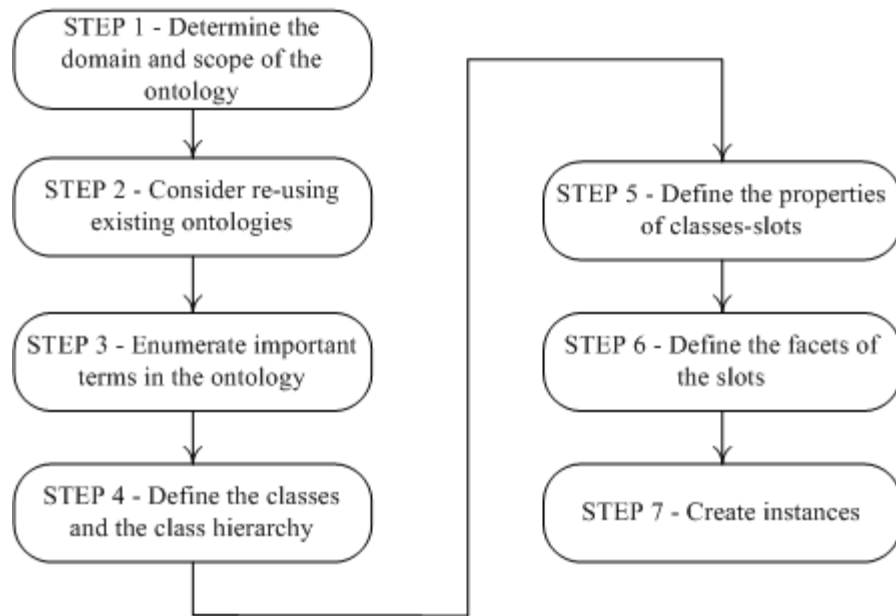 STEP 1 - Determine the
domain and scope of the
ontology
STEP 2 - Consider re-using
existing ontologies
STEP 3 - Enumerate important
terms in the ontology
STEP 4 - Define the classes
and the class hierarchy
STEP 5 - Define the properties
of classes-slots
STEP 6 - Define the facets of
the slots
STEP 7 - Create instances